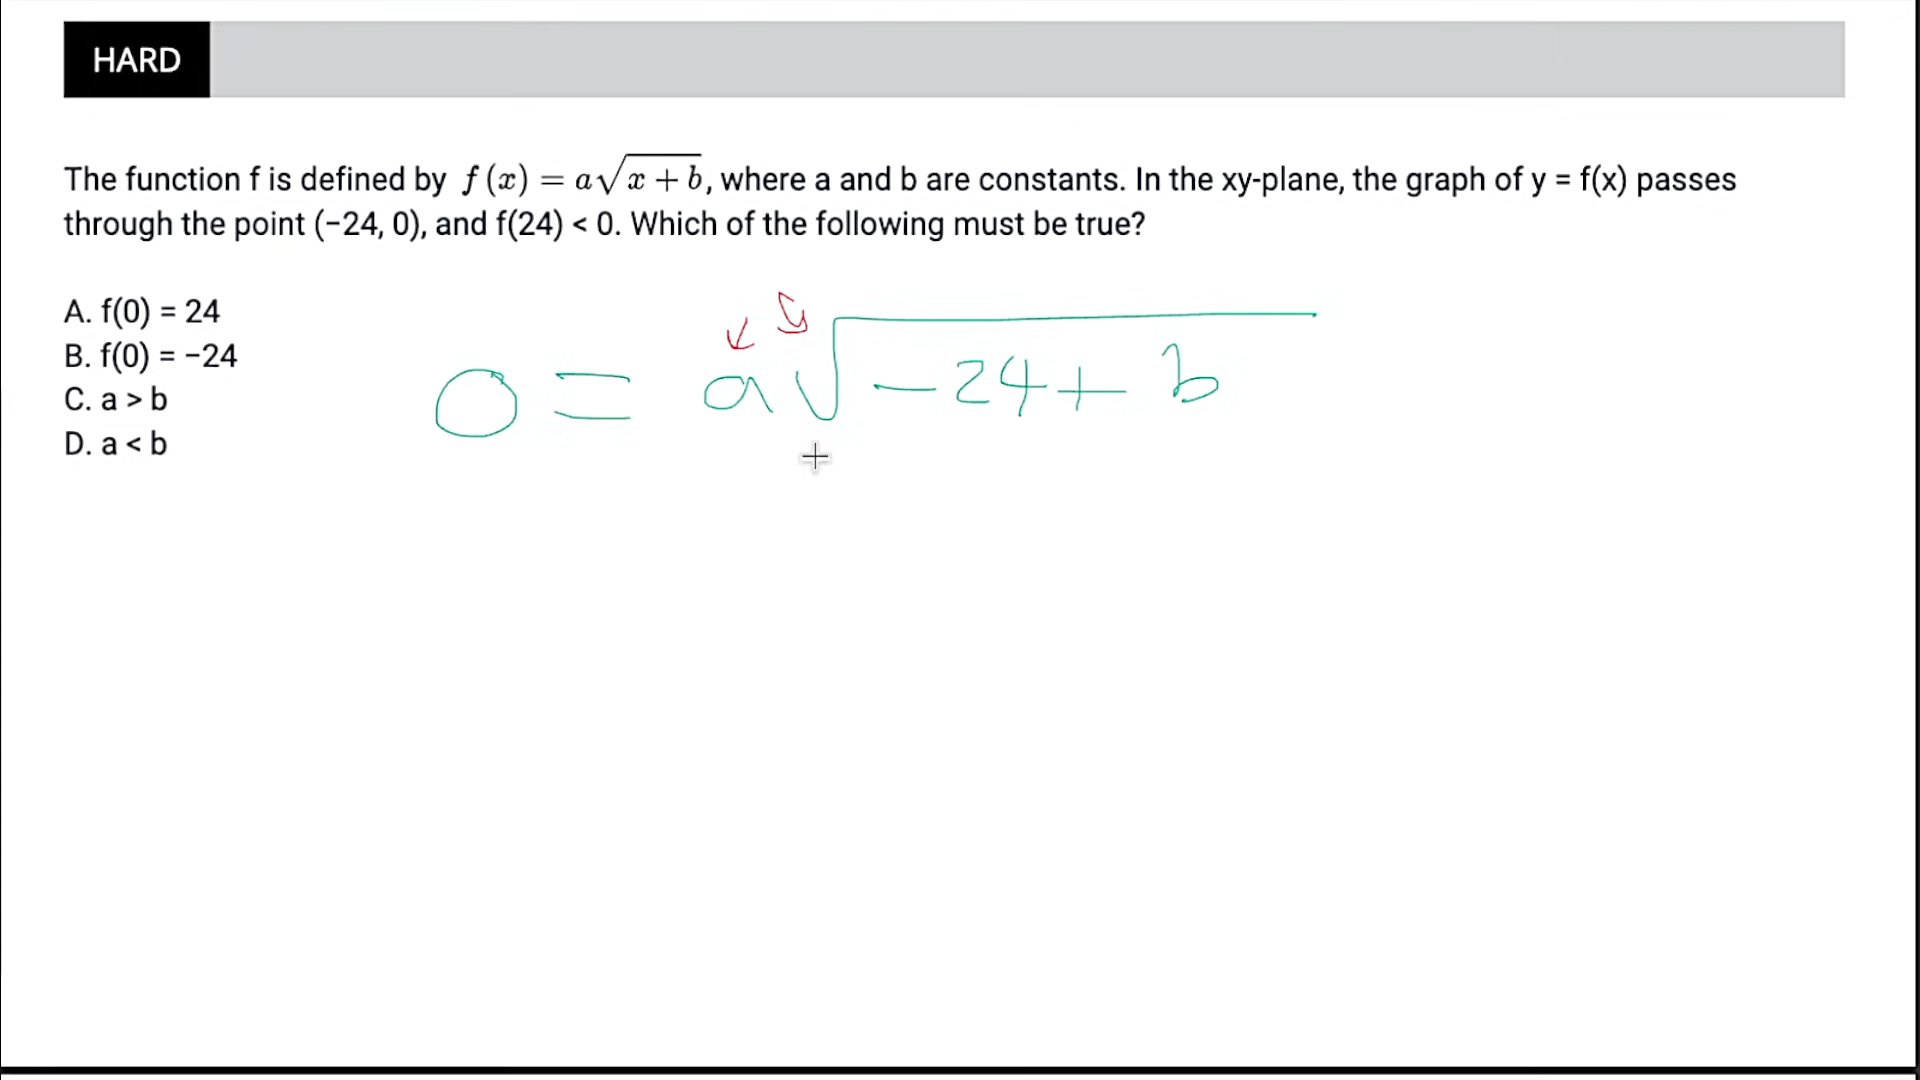 HARD
The function f is defined by f (x) = a√(x + b), where a and b are constants. In the xy-plane, the graph of y = f(x) passes
through the point (−24, 0), and f(24) < 0. Which of the following must be true?
A. f(0) = 24
B. f(0) = −24
C. a > b
D. a < b
0 = a√(−24 + b)